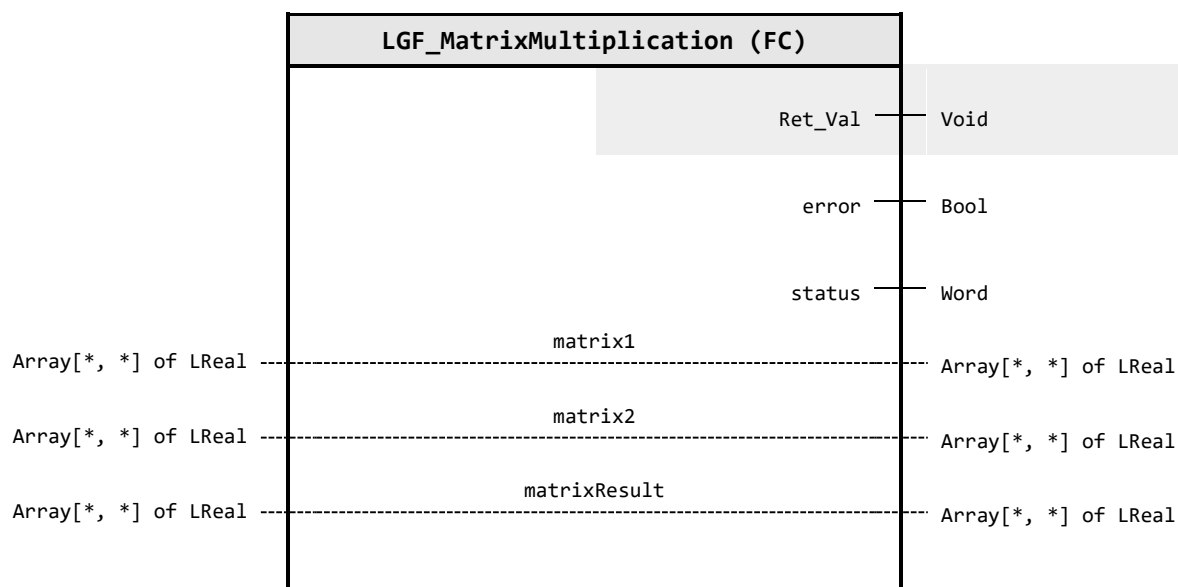 LGF_MatrixMultiplication (FC)
Ret_Val Void
error Bool
status Word
matrix1
Array[*, *] of LReal Array[*, *] of LReal
matrix2
Array[*, *] of LReal Array[*, *] of LReal
matrixResult
Array[*, *] of LReal Array[*, *] of LReal